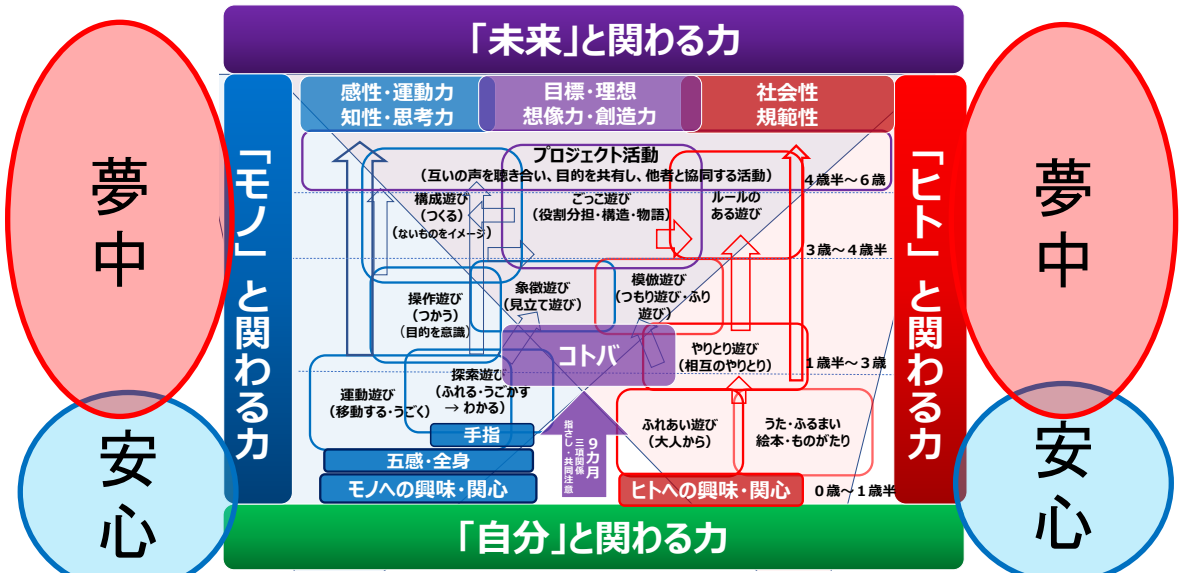 「未来」と関わる力
夢中
安心
「モノ」と関わる力
感性・運動力
知性・思考力
目標・理想
想像力・創造力
社会性
規範性
プロジェクト活動
(互いの声を聴き合い、目的を共有し、他者と協同する活動)
4歳半～6歳
構成遊び
(つくる)
(ないものをイメージ)
ごっこ遊び
(役割分担・構造・物語)
ルールの
ある遊び
3歳～4歳半
操作遊び
(つかう)
(目的を意識)
象徴遊び
(見立て遊び)
模倣遊び
(つもり遊び・ふり
遊び)
コトバ
やりとり遊び
(相互のやりとり)
1歳半～3歳
運動遊び
(移動する・うごく)
探索遊び
(ふれる・うごかす
→ わかる)
手指
五感・全身
モノへの興味・関心
9カ月
三項関係
指さし・共同注意
ふれあい遊び
(大人から)
うた・ふるまい
絵本・ものがたり
ヒトへの興味・関心
0歳～1歳半
「ヒト」と関わる力
夢中
安心
「自分」と関わる力